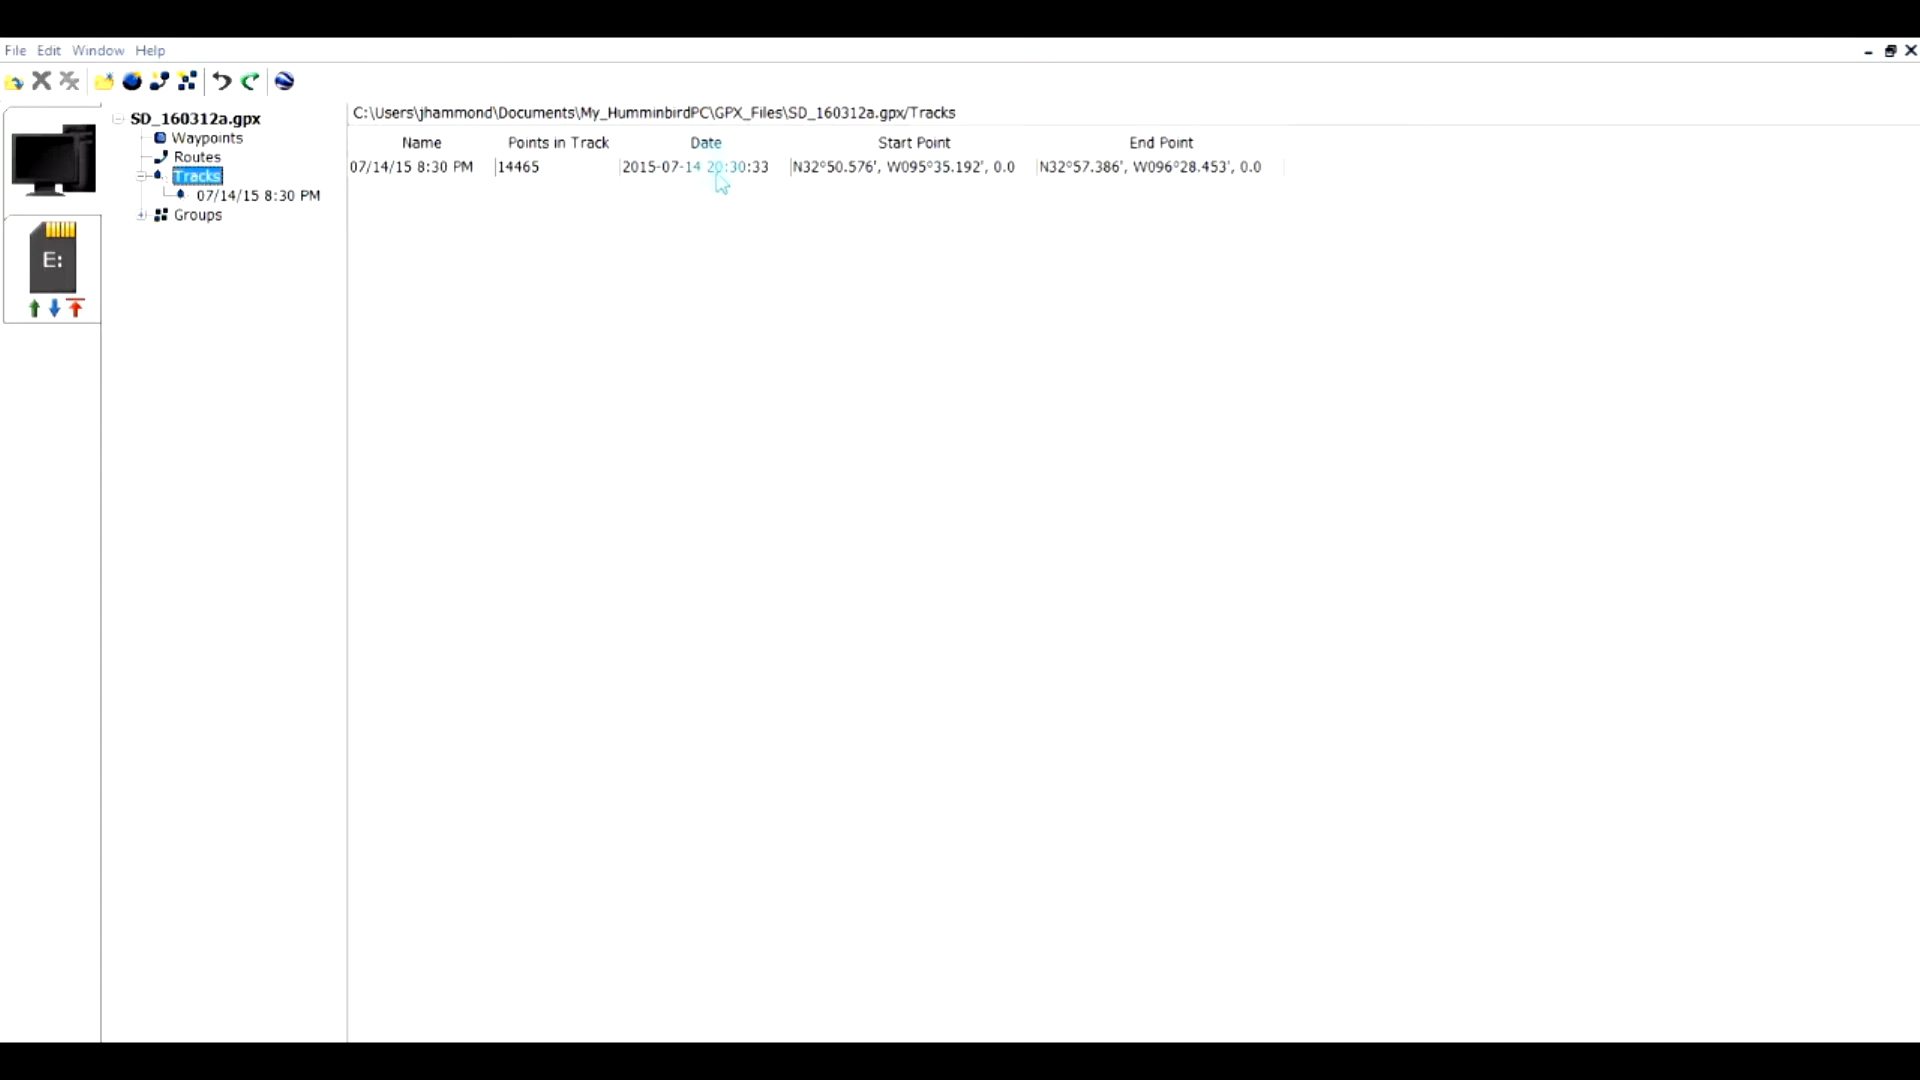 File Edit Window Help
C:\Users\jhammond\Documents\My_HumminbirdPC\GPX_Files\SD_160312a.gpx/Tracks
SD_160312a.gpx
Waypoints
Routes
Tracks
07/14/15 8:30 PM
Groups
E:
Name Points in Track Date Start Point End Point
07/14/15 8:30 PM 14465 2015-07-14 20:30:33 N32°50.576', W095°35.192', 0.0 N32°57.386', W096°28.453', 0.0